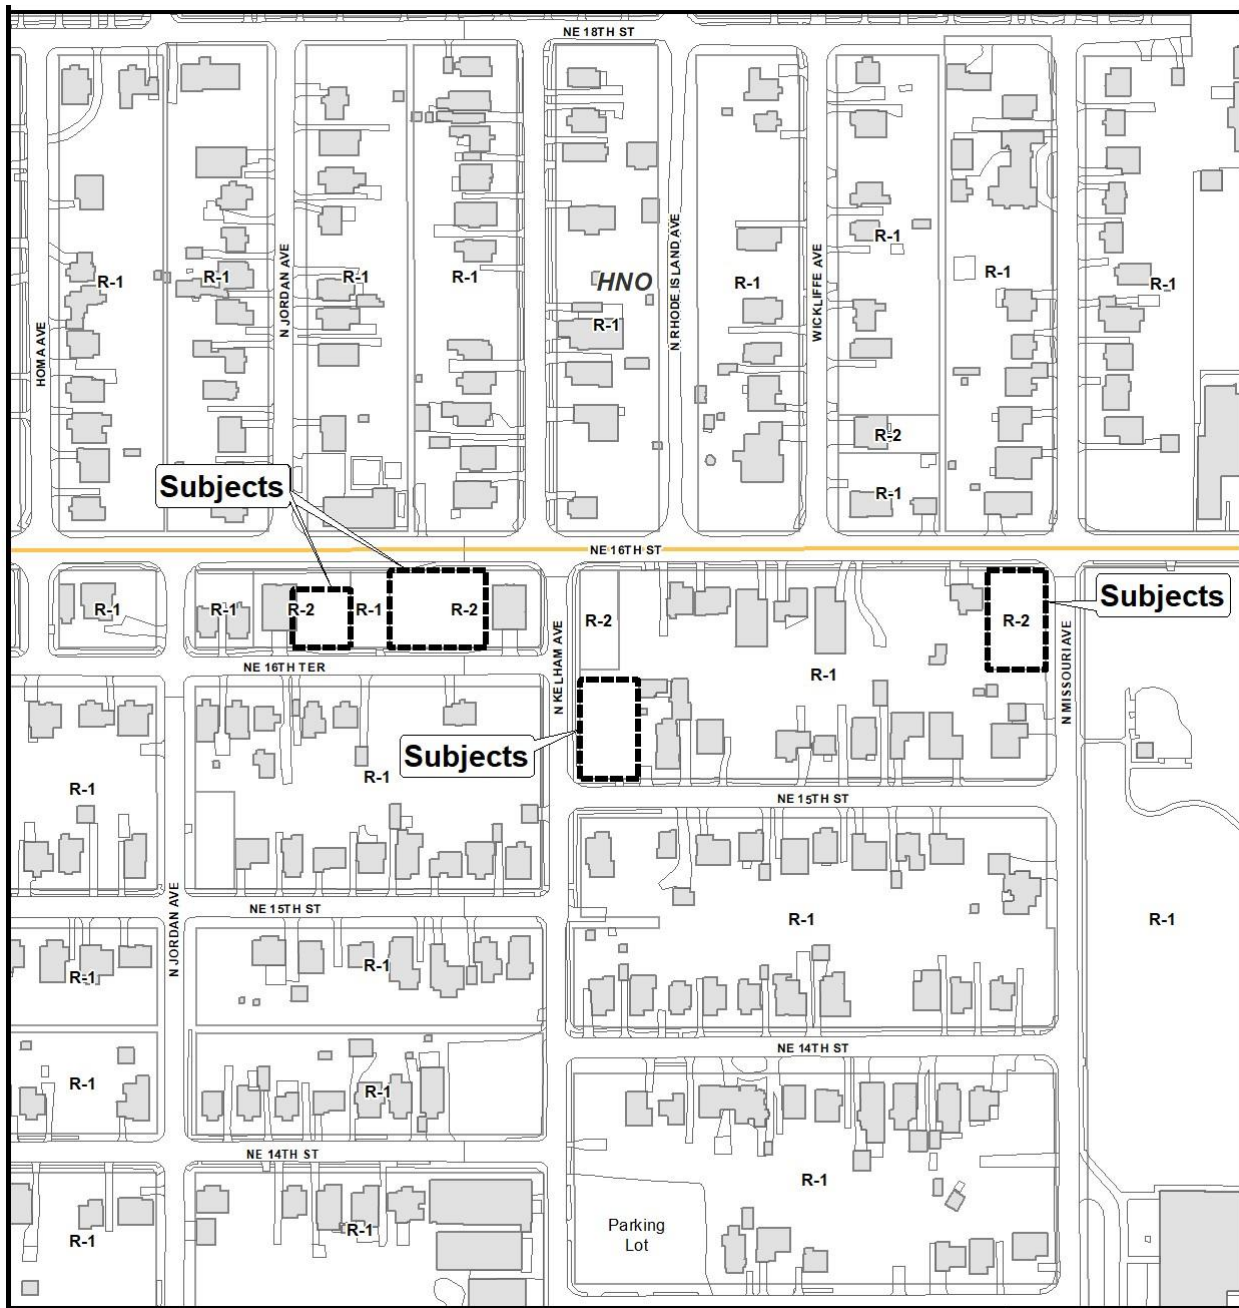 NE 18TH ST
R-1
N RHODE ISLAND AVE
N JORDAN AVE
WICKLIFFE AVE
R-1
R-1
R-1
R-1
R-1
HNO
R-1
R-1
R-1
R-1
HOMA AVE
R-2
Subjects
R-1
NE 16TH ST
R-1
R-1
R-2
R-1
R-2
R-2
R-2
Subjects
NE 16TH TER
N KELHAM AVE
N MISSOURI AVE
R-1
Subjects
R-1
R-1
NE 15TH ST
NE 15TH ST
R-1
R-1
N JORDAN AVE
R-1
R-1
NE 14TH ST
R-1
R-1
NE 14TH ST
R-1
R-1
R-1
Parking
Lot